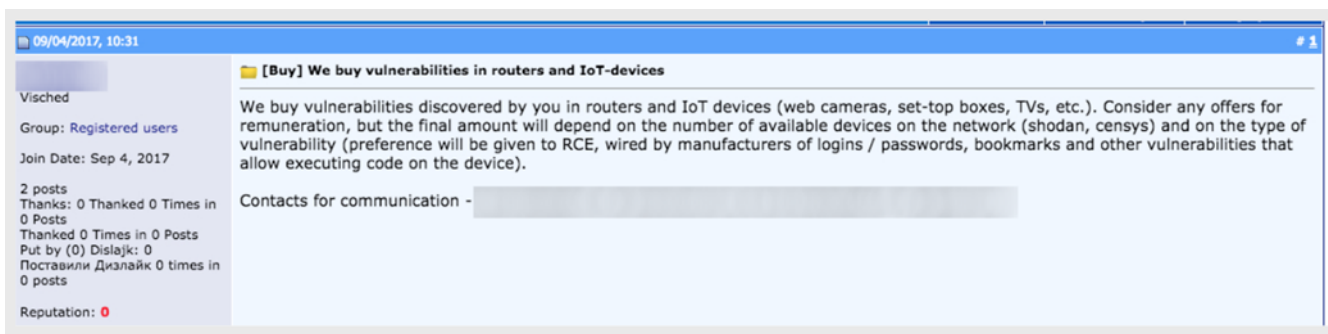 09/04/2017, 10:31
# 1
Visched
Group: Registered users
Join Date: Sep 4, 2017
2 posts
Thanks: 0 Thanked 0 Times in
0 Posts
Thanked 0 Times in 0 Posts
Put by (0) Dislajk: 0
Поставили Дизлайк 0 times in
0 posts
Reputation: 0
[Buy] We buy vulnerabilities in routers and IoT-devices
We buy vulnerabilities discovered by you in routers and IoT devices (web cameras, set-top boxes, TVs, etc.). Consider any offers for
remuneration, but the final amount will depend on the number of available devices on the network (shodan, censys) and on the type of
vulnerability (preference will be given to RCE, wired by manufacturers of logins / passwords, bookmarks and other vulnerabilities that
allow executing code on the device).
Contacts for communication -